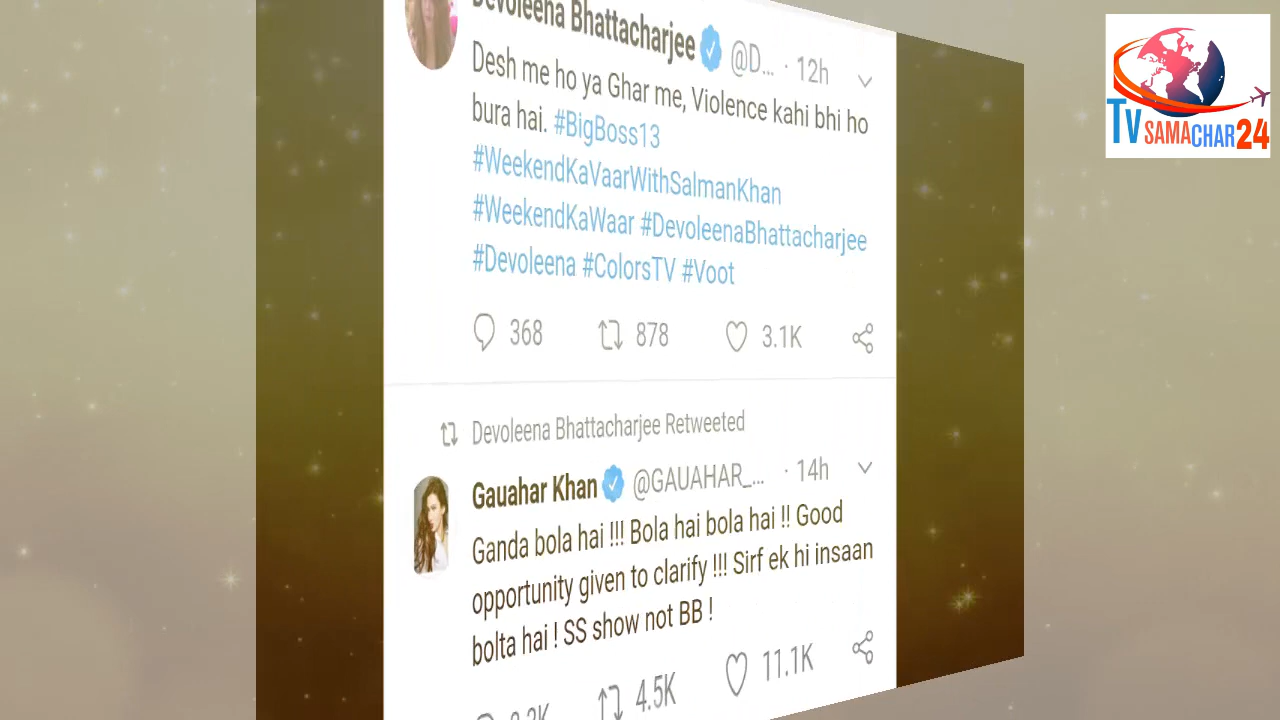 Devoleena Bhattacharjee @D... · 12h
Desh me ho ya Ghar me, Violence kahi bhi ho
bura hai. #BigBoss13
#WeekendKaVaarWithSalmanKhan
#WeekendKaWaar #DevoleenaBhattacharjee
#Devoleena #ColorsTV #Voot
368 878 3.1K
Devoleena Bhattacharjee Retweeted
Gauahar Khan @GAUAHAR_... · 14h
Ganda bola hai !!! Bola hai bola hai !! Good
opportunity given to clarify !!! Sirf ek hi insaan
bolta hai ! SS show not BB !
4.5K 11.1K
TV SAMACHAR 24